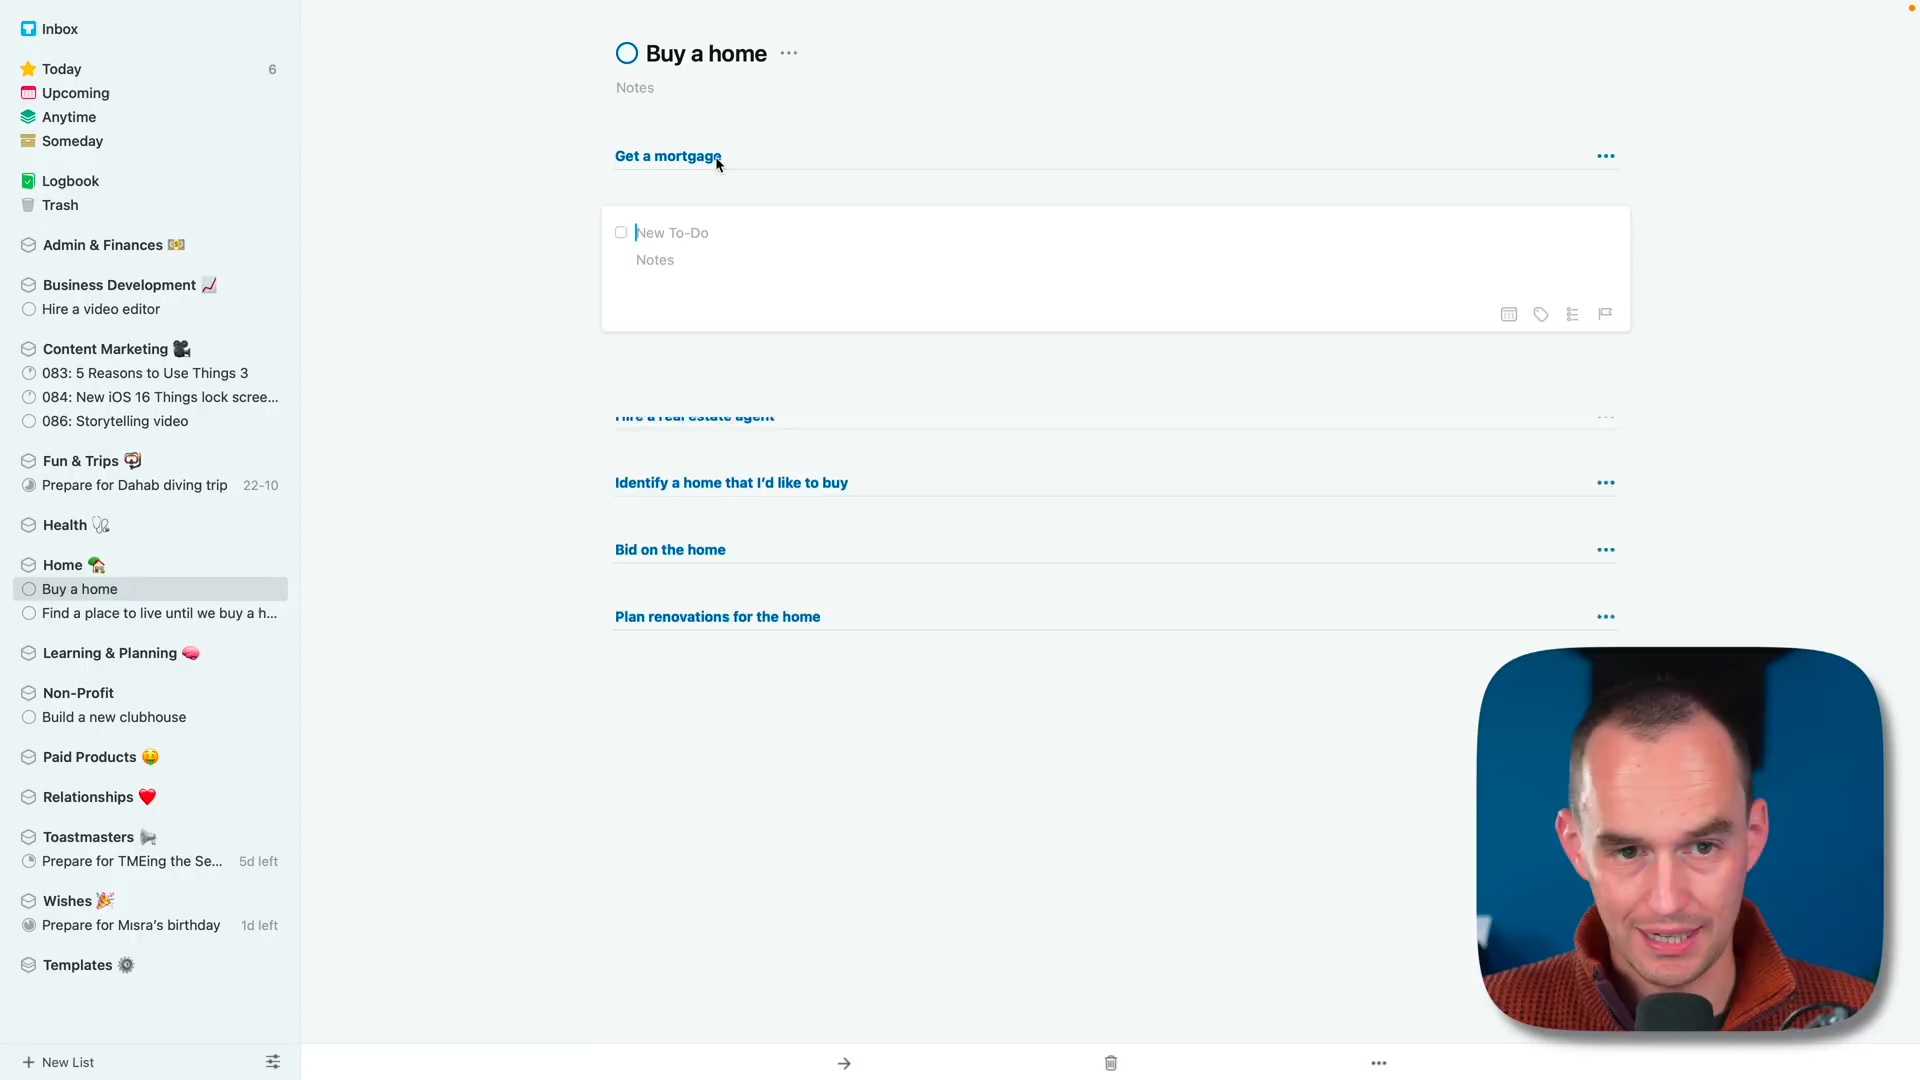 Inbox
Today 6
Upcoming
Anytime
Someday
Logbook
Trash
Admin & Finances 💴
Business Development 📈
Hire a video editor
Content Marketing 🎥
083: 5 Reasons to Use Things 3
084: New iOS 16 Things lock scree...
086: Storytelling video
Fun & Trips 🤿
Prepare for Dahab diving trip 22-10
Health 🩺
Home 🏡
Buy a home
Find a place to live until we buy a h...
Learning & Planning 🧠
Non-Profit
Build a new clubhouse
Paid Products 🤑
Relationships ❤️
Toastmasters 📢
Prepare for TMEing the Se... 5d left
Wishes 🎉
Prepare for Mısra’s birthday 1d left
Templates ⚙️
New List
Buy a home
Notes
Get a mortgage
New To-Do
Notes
Hire a real estate agent
Identify a home that I’d like to buy
Bid on the home
Plan renovations for the home